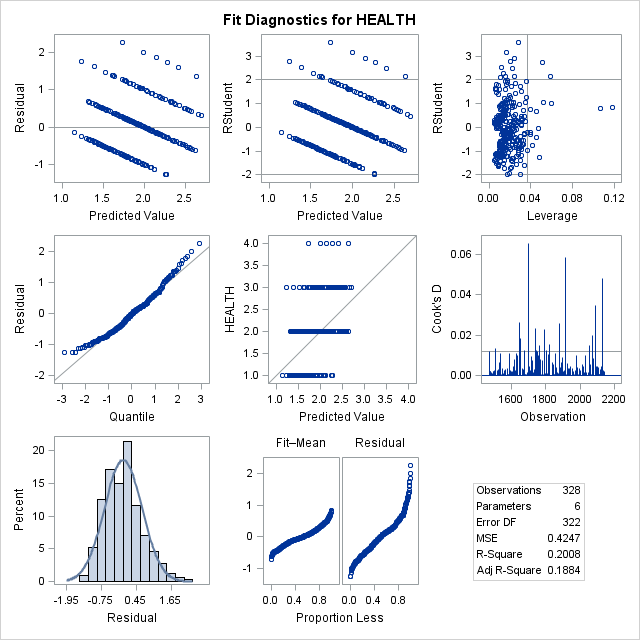 Fit Diagnostics for HEALTH
2
1
0
-1
Residual
1.0 1.5 2.0 2.5
Predicted Value
3
2
1
0
-1
-2
RStudent
1.0 1.5 2.0 2.5
Predicted Value
3
2
1
0
-1
-2
RStudent
0.00 0.04 0.08 0.12
Leverage
2
1
0
-1
-2
Residual
-3 -2 -1 0 1 2 3
Quantile
4.0
3.5
3.0
2.5
2.0
1.5
1.0
HEALTH
1.0 1.5 2.0 2.5 3.0 3.5 4.0
Predicted Value
0.06
0.04
0.02
0.00
Cook's D
1600 1800 2000 2200
Observation
20
15
10
5
0
Percent
-1.95 -0.75 0.45 1.65
Residual
Fit–Mean Residual
2
1
0
-1
0.0 0.4 0.8 0.0 0.4 0.8
Proportion Less
Observations 328
Parameters 6
Error DF 322
MSE 0.4247
R-Square 0.2008
Adj R-Square 0.1884